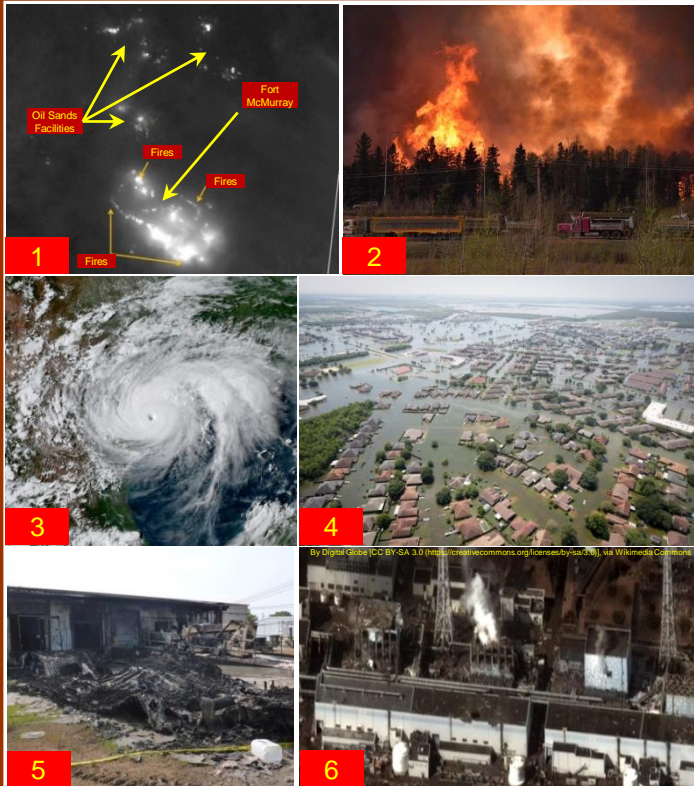 Oil Sands
Facilities
Fort
McMurray
Fires
Fires
Fires
1
2
3
4
By Digital Globe [CC BY-SA 3.0 (https://creativecommons.org/licenses/by-sa/3.0)], via Wikimedia Commons
5
6